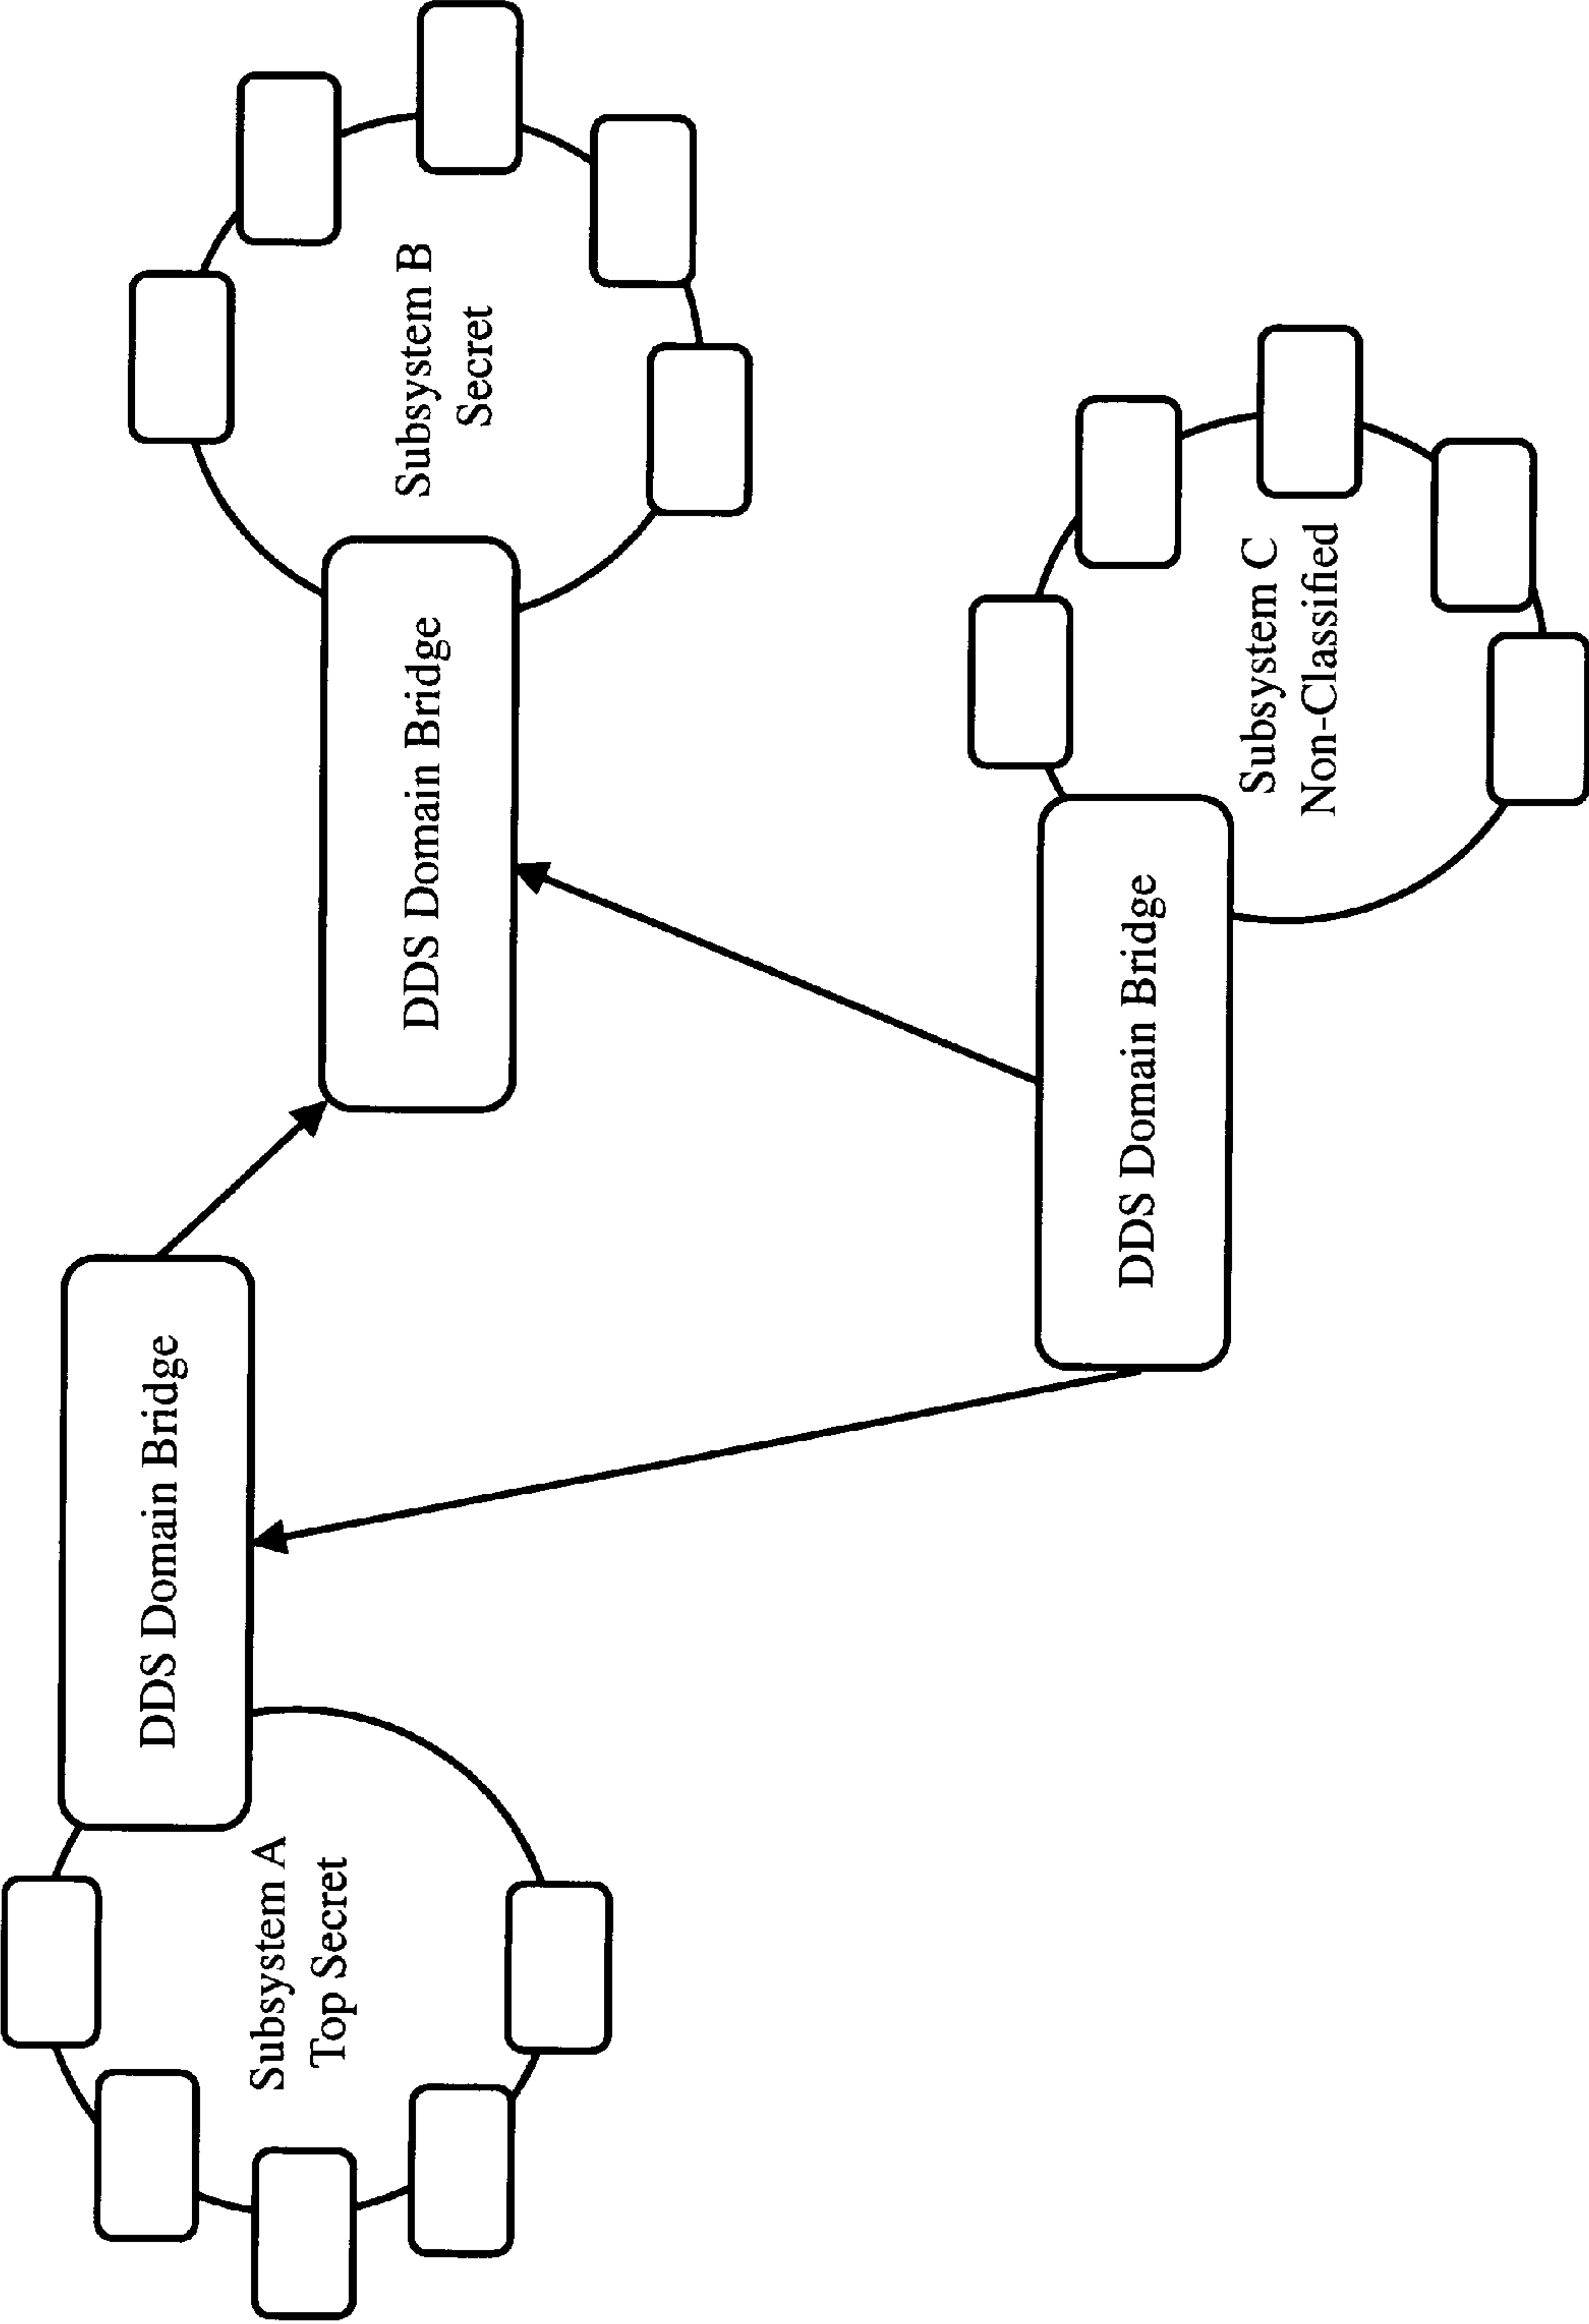 DDS Domain Bridge
Subsystem A
Top Secret
DDS Domain Bridge
Subsystem B
Secret
DDS Domain Bridge
Subsystem C
Non-Classified